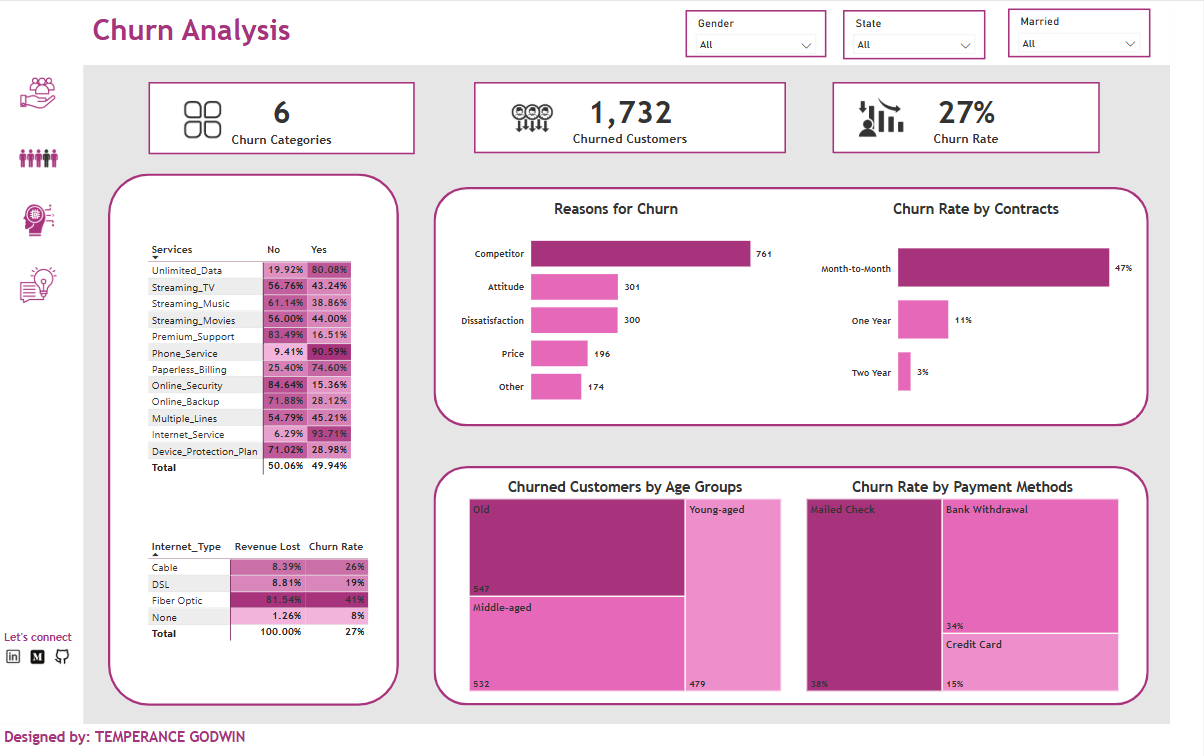 Churn Analysis
Gender
All
State
All
Married
All
6
Churn Categories
1,732
Churned Customers
27%
Churn Rate
Services No Yes
Unlimited_Data 19.92% 80.08%
Streaming_TV 56.76% 43.24%
Streaming_Music 61.14% 38.86%
Streaming_Movies 56.00% 44.00%
Premium_Support 83.49% 16.51%
Phone_Service 9.41% 90.59%
Paperless_Billing 25.40% 74.60%
Online_Security 84.64% 15.36%
Online_Backup 71.88% 28.12%
Multiple_Lines 54.79% 45.21%
Internet_Service 6.29% 93.71%
Device_Protection_Plan 71.02% 28.98%
Total 50.06% 49.94%
Internet_Type Revenue Lost Churn Rate
Cable 8.39% 26%
DSL 8.81% 19%
Fiber Optic 81.54% 41%
None 1.26% 8%
Total 100.00% 27%
Reasons for Churn
Competitor 761
Attitude 301
Dissatisfaction 300
Price 196
Other 174
Churn Rate by Contracts
Month-to-Month 47%
One Year 11%
Two Year 3%
Churned Customers by Age Groups
Old
547
Middle-aged
532
Young-aged
479
Churn Rate by Payment Methods
Mailed Check
38%
Bank Withdrawal
34%
Credit Card
15%
Let's connect
in M
Designed by: TEMPERANCE GODWIN